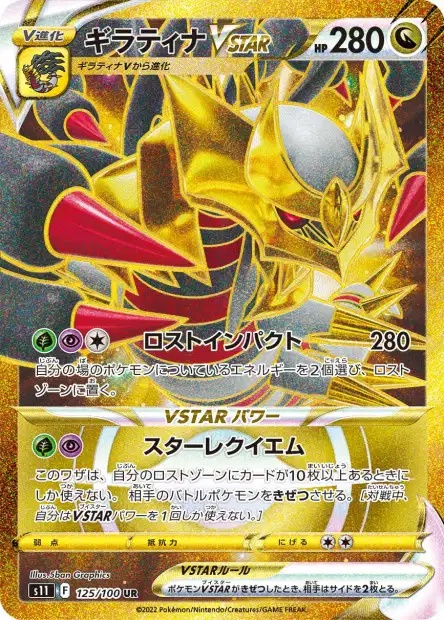 V進化
ギラティナVSTAR
HP 280
ギラティナVから進化
ロストインパクト 280
自分の場のポケモンについているエネルギーを2個選び、ロスト
ゾーンに置く。
VSTARパワー
スターレクイエム
このワザは、自分のロストゾーンにカードが10枚以上あるときに
しか使えない。相手のバトルポケモンをきぜつさせる。[対戦中、
自分はVSTARパワーを1回しか使えない。]
弱点 抵抗力 にげる
VSTARルール
Illus.5ban Graphics
ポケモンVSTARがきぜつしたとき、相手はサイドを2枚とる。
s11 F 125/100 UR
©2022 Pokémon/Nintendo/Creatures/GAME FREAK.